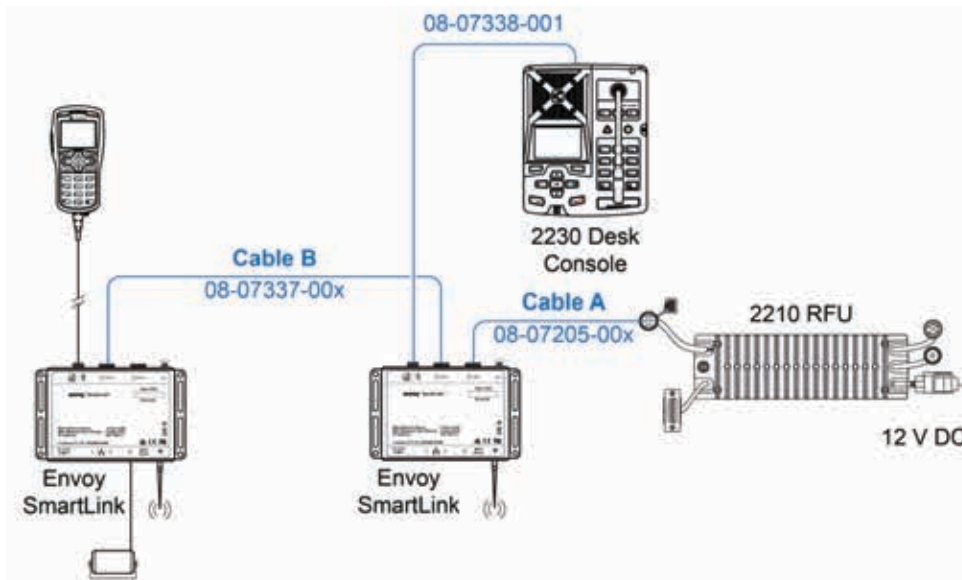 08-07338-001
2230 Desk
Console
Cable B
08-07337-00x
Cable A
08-07205-00x
2210 RFU
12 V DC
Envoy
SmartLink
Envoy
SmartLink